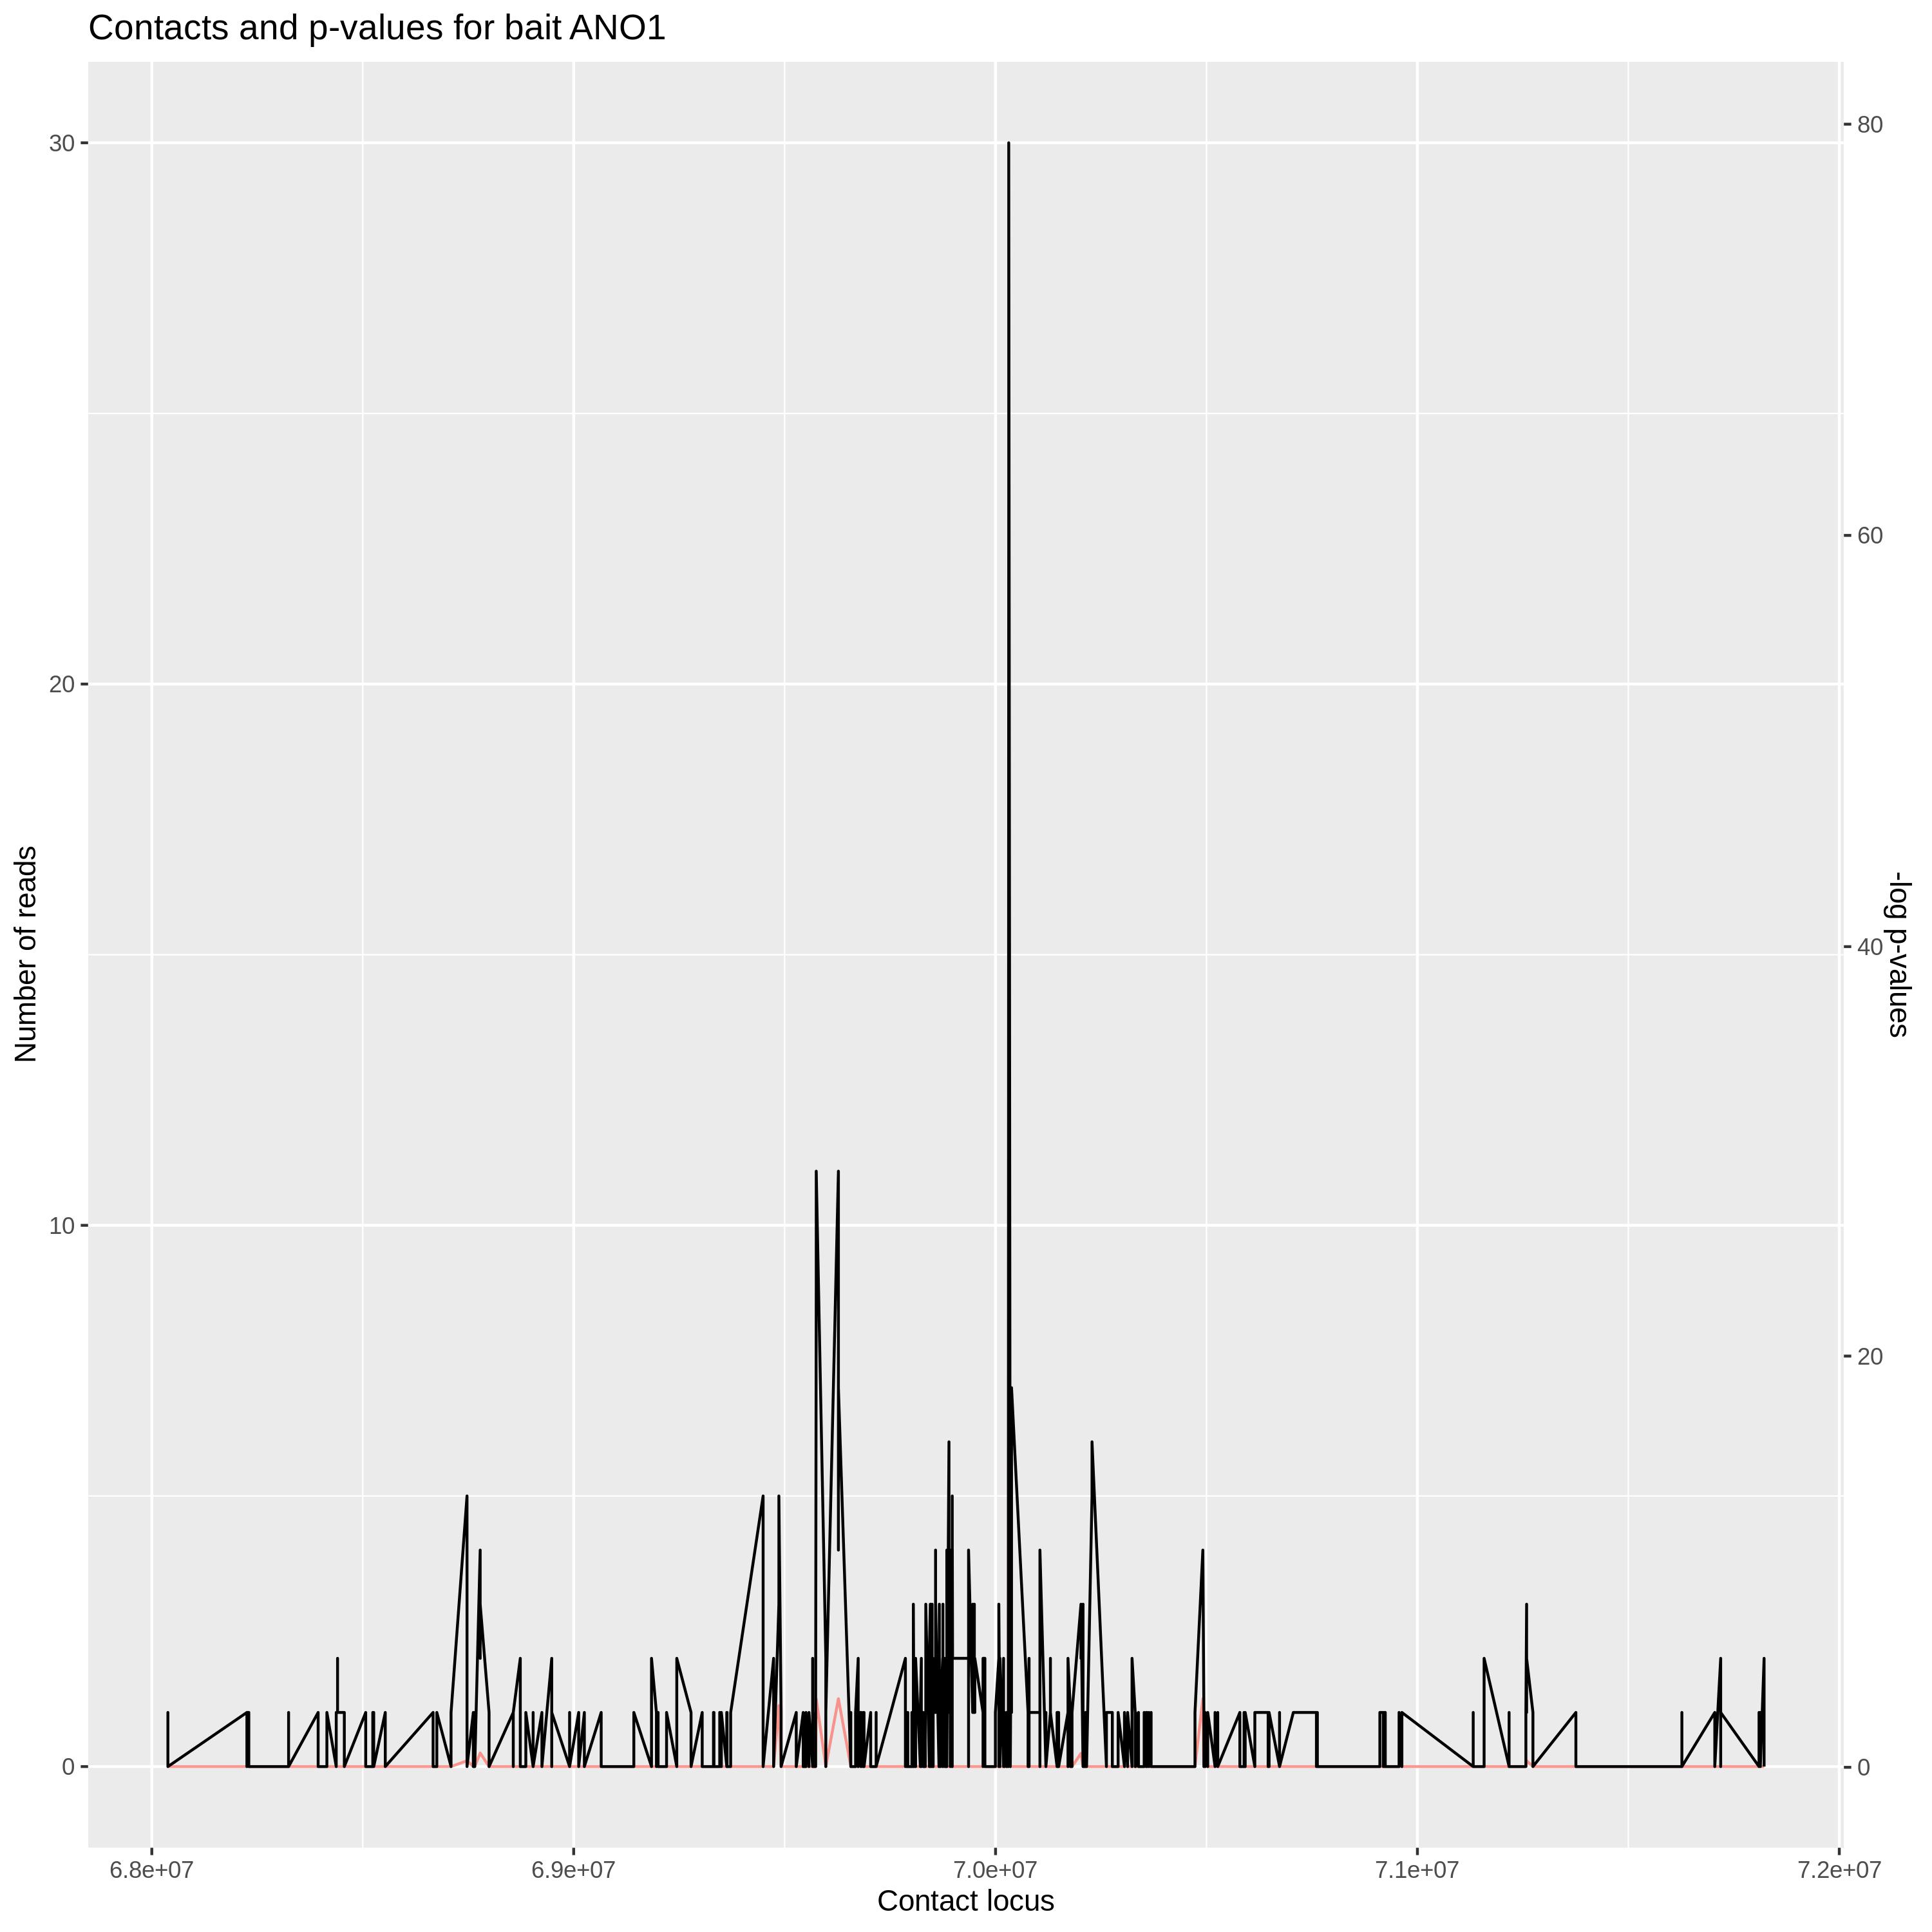 Contacts and p-values for bait ANO1
30
20
10
0
Number of reads
80
60
40
20
0
-log p-values
6.8e+07
6.9e+07
7.0e+07
7.1e+07
7.2e+07
Contact locus